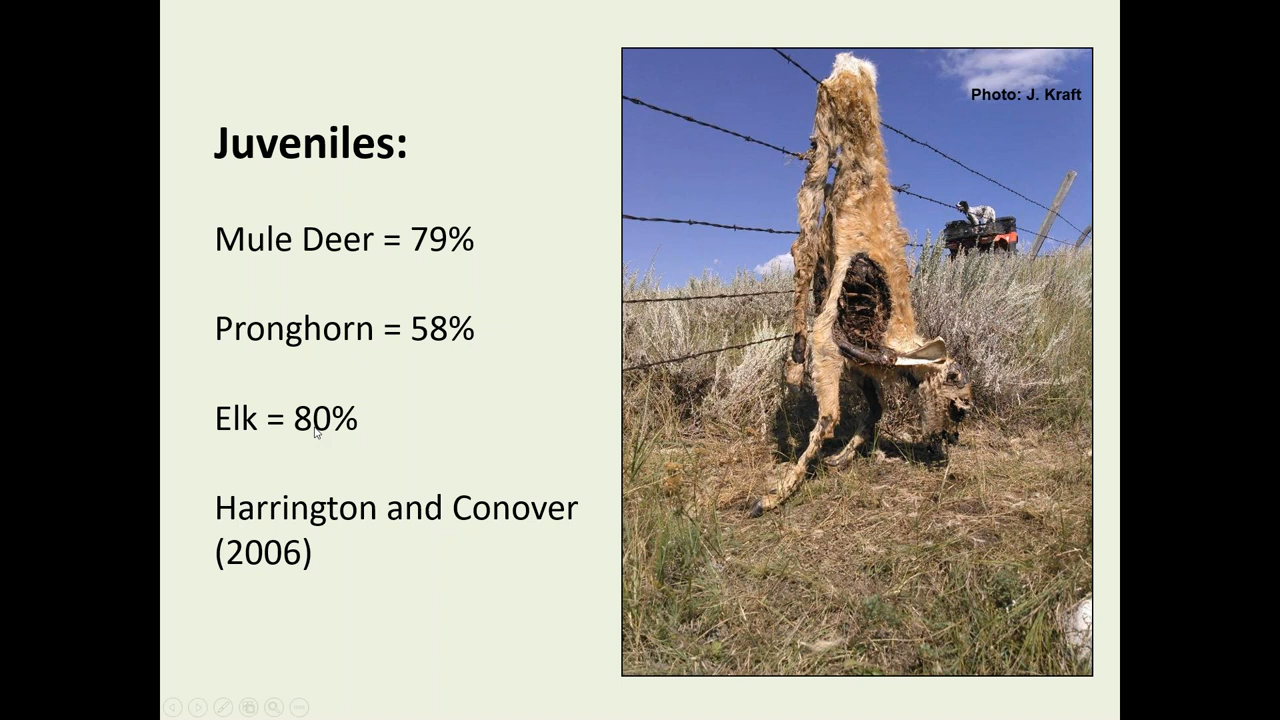 Juveniles:
Mule Deer = 79%
Pronghorn = 58%
Elk = 80%
Harrington and Conover
(2006)
Photo: J. Kraft